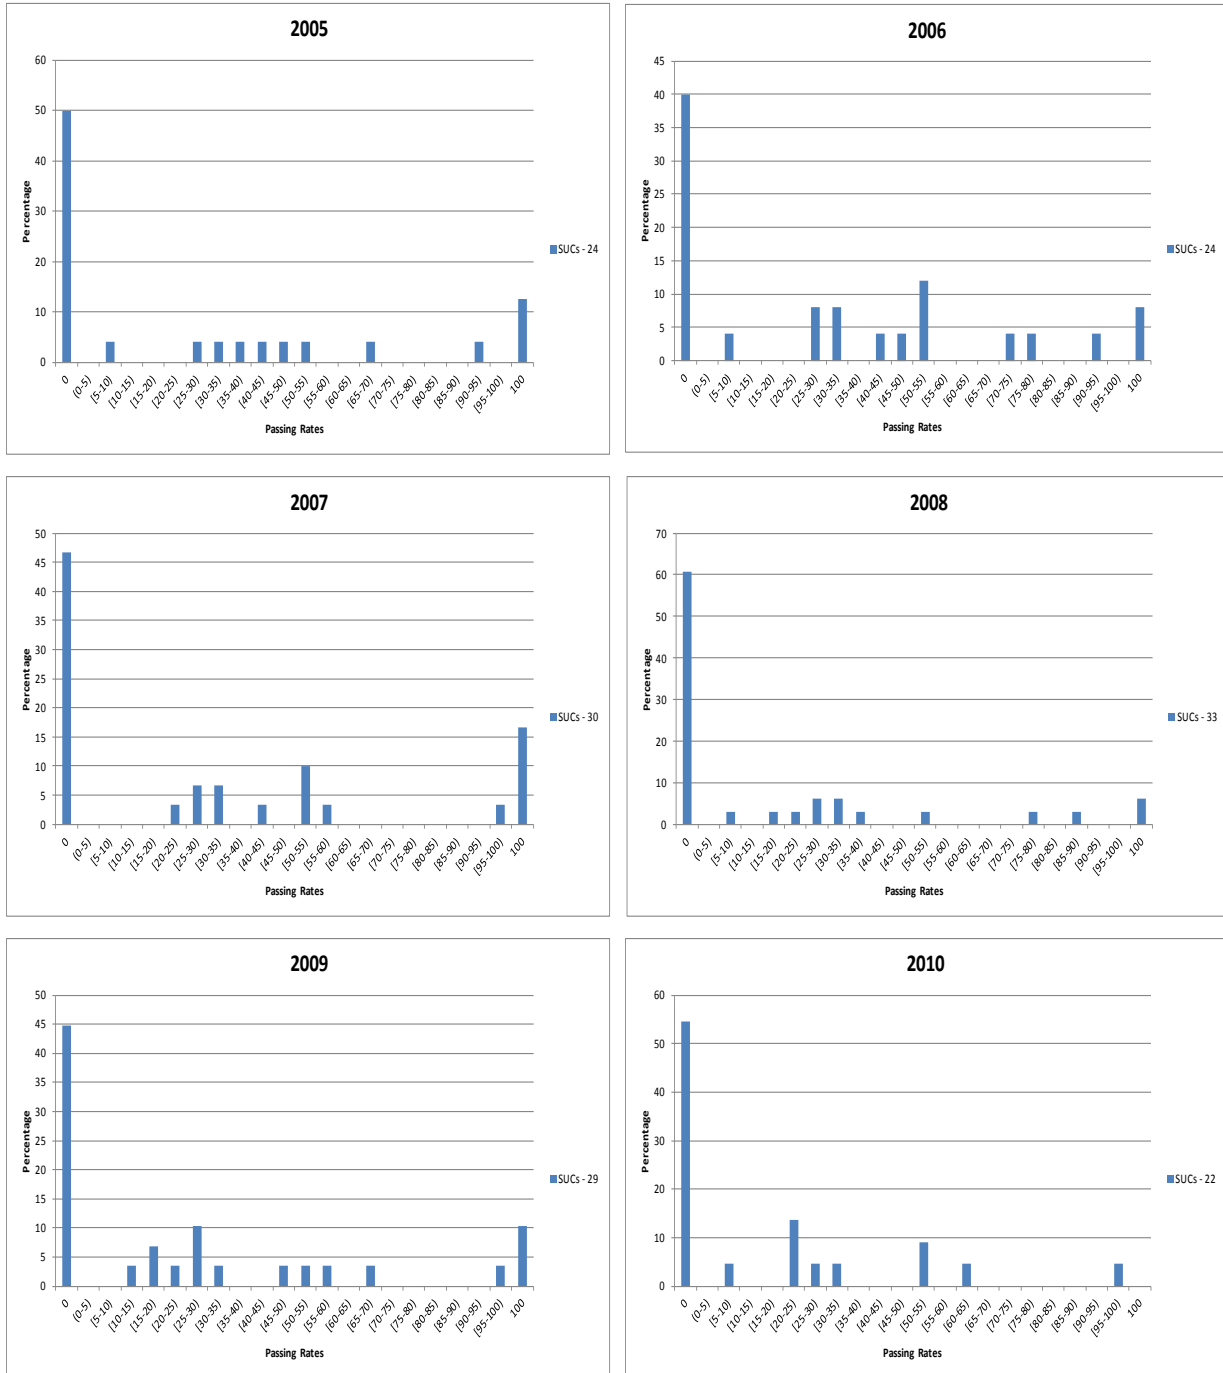 2005
60
50
40
30
20
10
0
Percentage
0 (0-5) [5-10) [10-15) [15-20) [20-25) [25-30) [30-35) [35-40) [40-45) [45-50) [50-55) [55-60) [60-65) [65-70) [70-75) [75-80) [80-85) [85-90) [90-95) [95-100) 100
Passing Rates
SUCs - 24
2006
45
40
35
30
25
20
15
10
5
0
Percentage
0 (0-5) [5-10) [10-15) [15-20) [20-25) [25-30) [30-35) [35-40) [40-45) [45-50) [50-55) [55-60) [60-65) [65-70) [70-75) [75-80) [80-85) [85-90) [90-95) [95-100) 100
Passing Rates
SUCs - 24
2007
50
45
40
35
30
25
20
15
10
5
0
Percentage
0 (0-5) [5-10) [10-15) [15-20) [20-25) [25-30) [30-35) [35-40) [40-45) [45-50) [50-55) [55-60) [60-65) [65-70) [70-75) [75-80) [80-85) [85-90) [90-95) [95-100) 100
Passing Rates
SUCs - 30
2008
70
60
50
40
30
20
10
0
Percentage
0 (0-5) [5-10) [10-15) [15-20) [20-25) [25-30) [30-35) [35-40) [40-45) [45-50) [50-55) [55-60) [60-65) [65-70) [70-75) [75-80) [80-85) [85-90) [90-95) [95-100) 100
Passing Rates
SUCs - 33
2009
50
45
40
35
30
25
20
15
10
5
0
Percentage
0 (0-5) [5-10) [10-15) [15-20) [20-25) [25-30) [30-35) [35-40) [40-45) [45-50) [50-55) [55-60) [60-65) [65-70) [70-75) [75-80) [80-85) [85-90) [90-95) [95-100) 100
Passing Rates
SUCs - 29
2010
60
50
40
30
20
10
0
Percentage
0 (0-5) [5-10) [10-15) [15-20) [20-25) [25-30) [30-35) [35-40) [40-45) [45-50) [50-55) [55-60) [60-65) [65-70) [70-75) [75-80) [80-85) [85-90) [90-95) [95-100) 100
Passing Rates
SUCs - 22